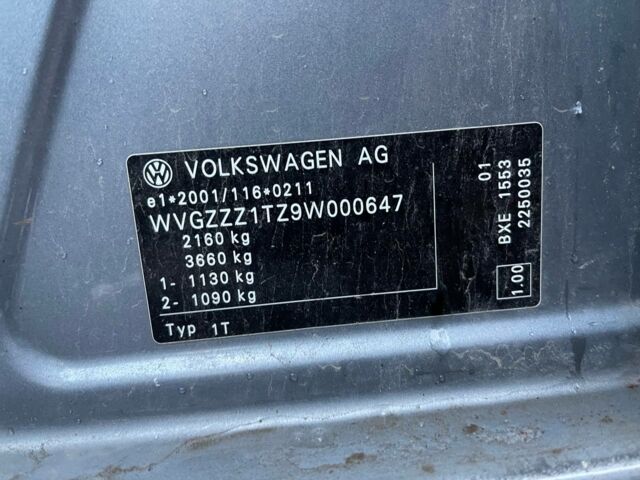 VOLKSWAGEN AG
e1*2001/116*0211
WVGZZZ1TZ9W000647
2160 kg
3660 kg
1- 1130 kg
2- 1090 kg
Typ 1T
01
BXE 1553
2250035
1.00